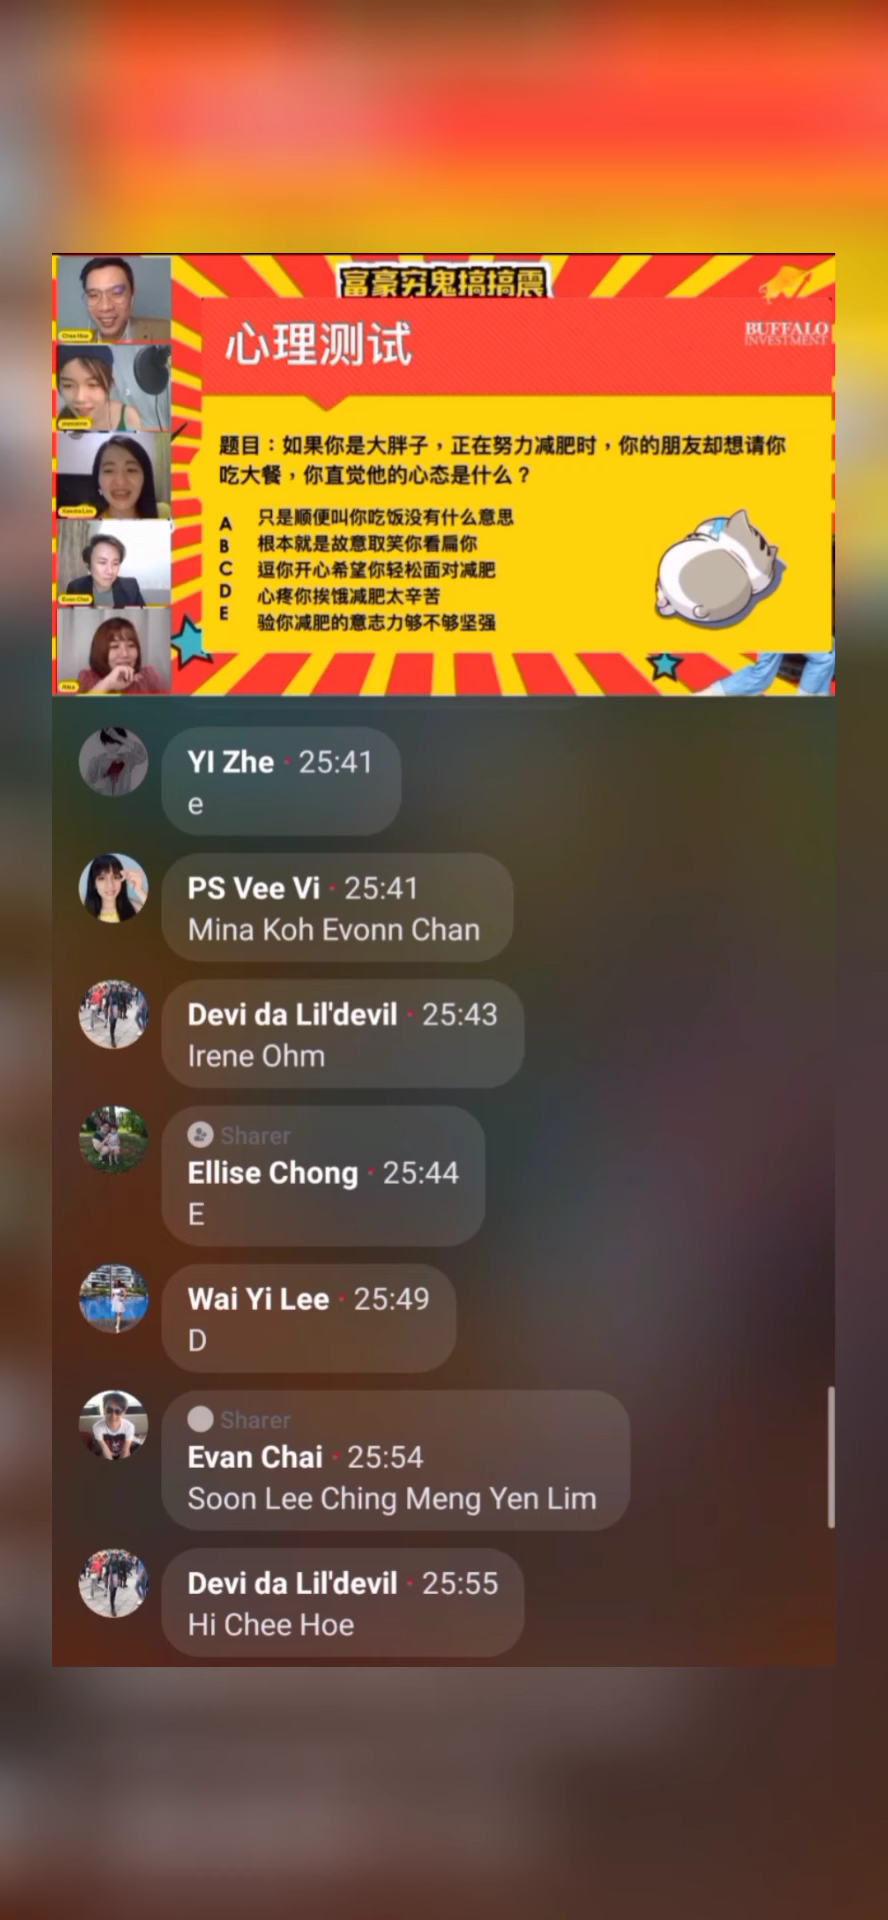 富豪穷鬼搞搞震
BUFFALO
INVESTMENT
心理测试
Chee Hoe
题目：如果你是大胖子，正在努力减肥时，你的朋友却想请你
吃大餐，你直觉他的心态是什么？
A 只是顺便叫你吃饭没有什么意思
B 根本就是故意取笑你看扁你
C 逗你开心希望你轻松面对减肥
D 心疼你挨饿减肥太辛苦
E 验你减肥的意志力够不够坚强
Evan Chai
YI Zhe · 25:41
e
PS Vee Vi · 25:41
Mina Koh Evonn Chan
Devi da Lil'devil · 25:43
Irene Ohm
Sharer
Ellise Chong · 25:44
E
Wai Yi Lee · 25:49
D
Sharer
Evan Chai · 25:54
Soon Lee Ching Meng Yen Lim
Devi da Lil'devil · 25:55
Hi Chee Hoe